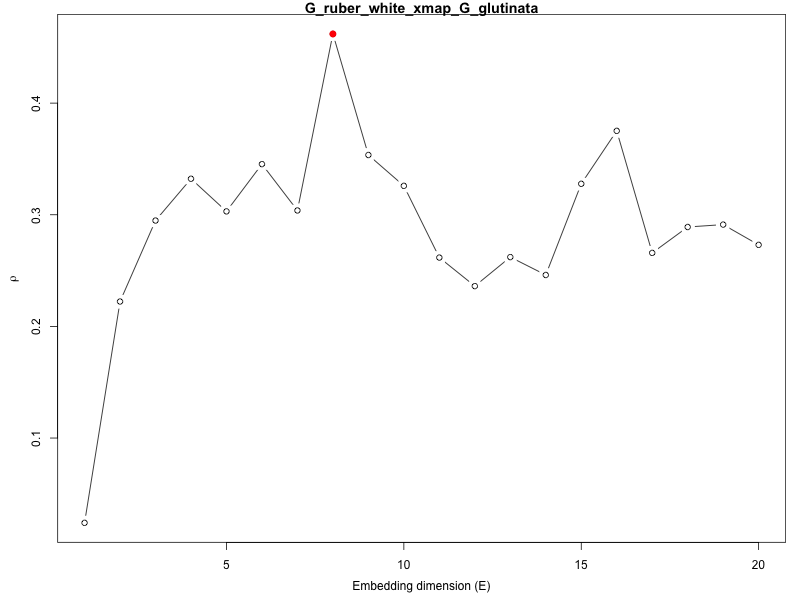 G_ruber_white_xmap_G_glutinata
0.4
0.3
0.2
0.1
ρ
5 10 15 20
Embedding dimension (E)